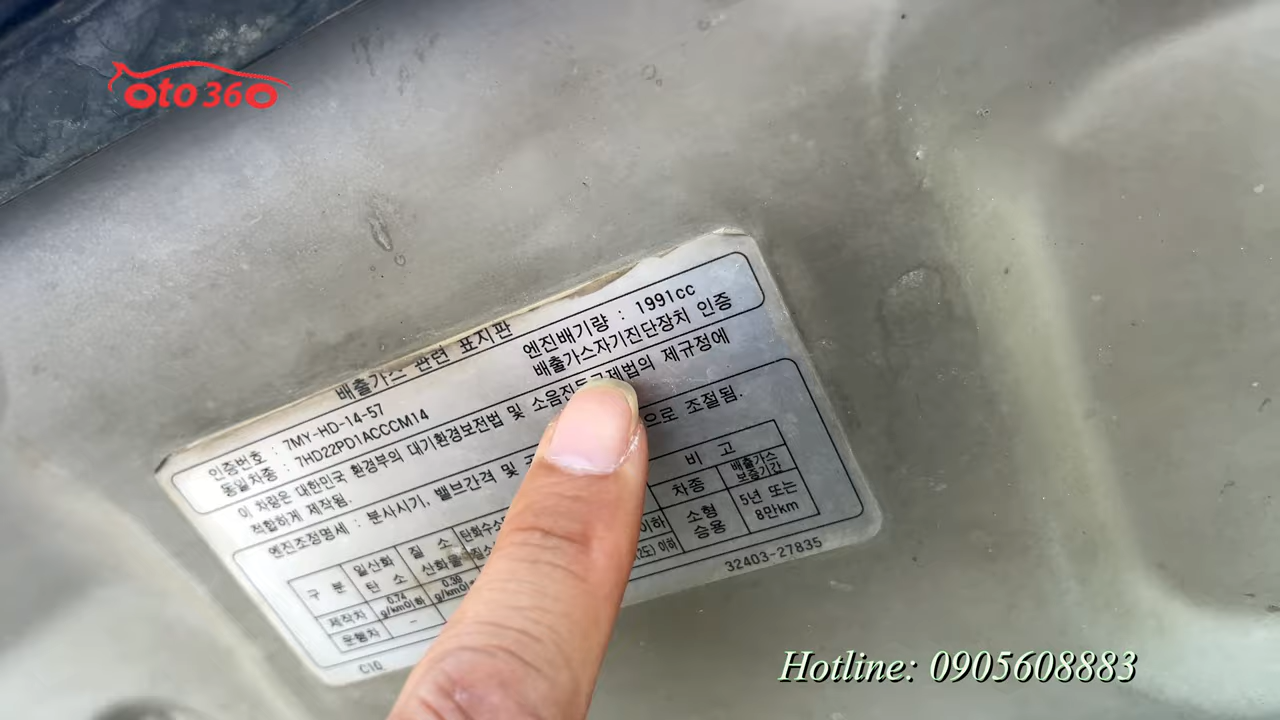 oto360
배출가스 관련 표지판
인증번호 : 7MY-HD-14-57
엔진배기량 : 1991cc
동일차종 : 7HD22PD1ACCCM14
배출가스자기진단장치 인증
이 차량은 대한민국 환경부의 대기환경보전법 및 소음진동규제법의 제규정에
적합하게 제작됨.
엔진조정명세 : 분사시기, 밸브간격 및 으로 조절됨.
구 분 일산화탄소 질소산화물 탄화수소 비 고
차종 배출가스보증기간
제작차 0.74g/km이하 0.39g/km이하 이하 소형승용 5년 또는 8만km
운행차 - (2도) 이하
C10
32403-27835
Hotline: 0905608883